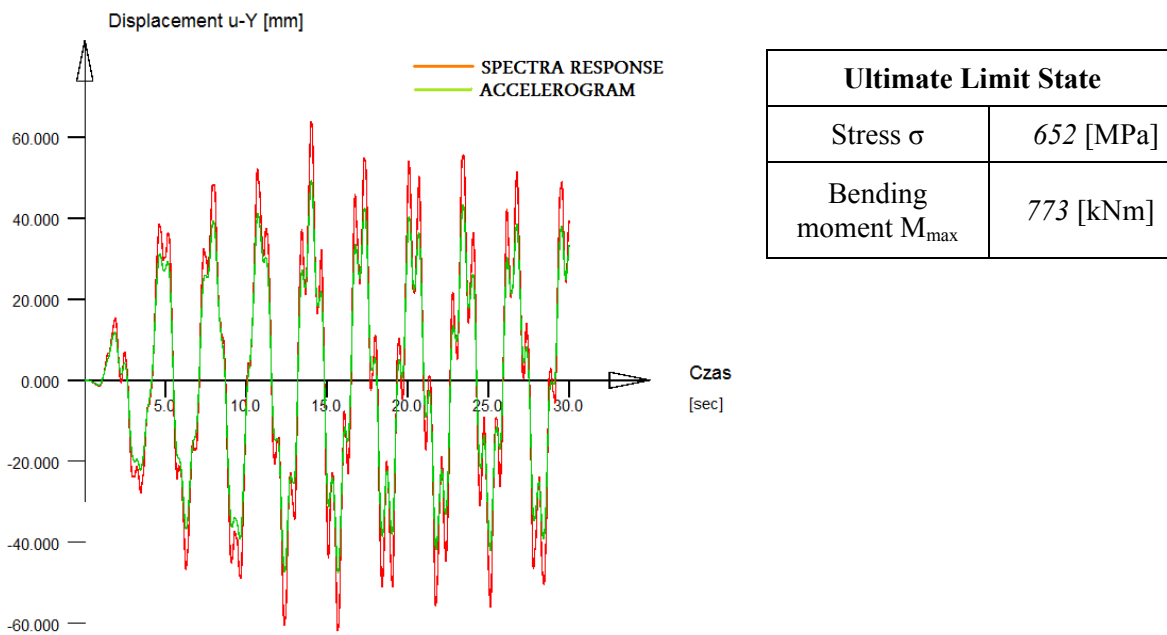 Displacement u-Y [mm]
SPECTRA RESPONSE
ACCELEROGRAM
60.000
40.000
20.000
0.000
-20.000
-40.000
-60.000
5.0
10.0
15.0
20.0
25.0
30.0
Czas
[sec]
Ultimate Limit State
Stress σ
652 [MPa]
Bending
moment Mmax
773 [kNm]